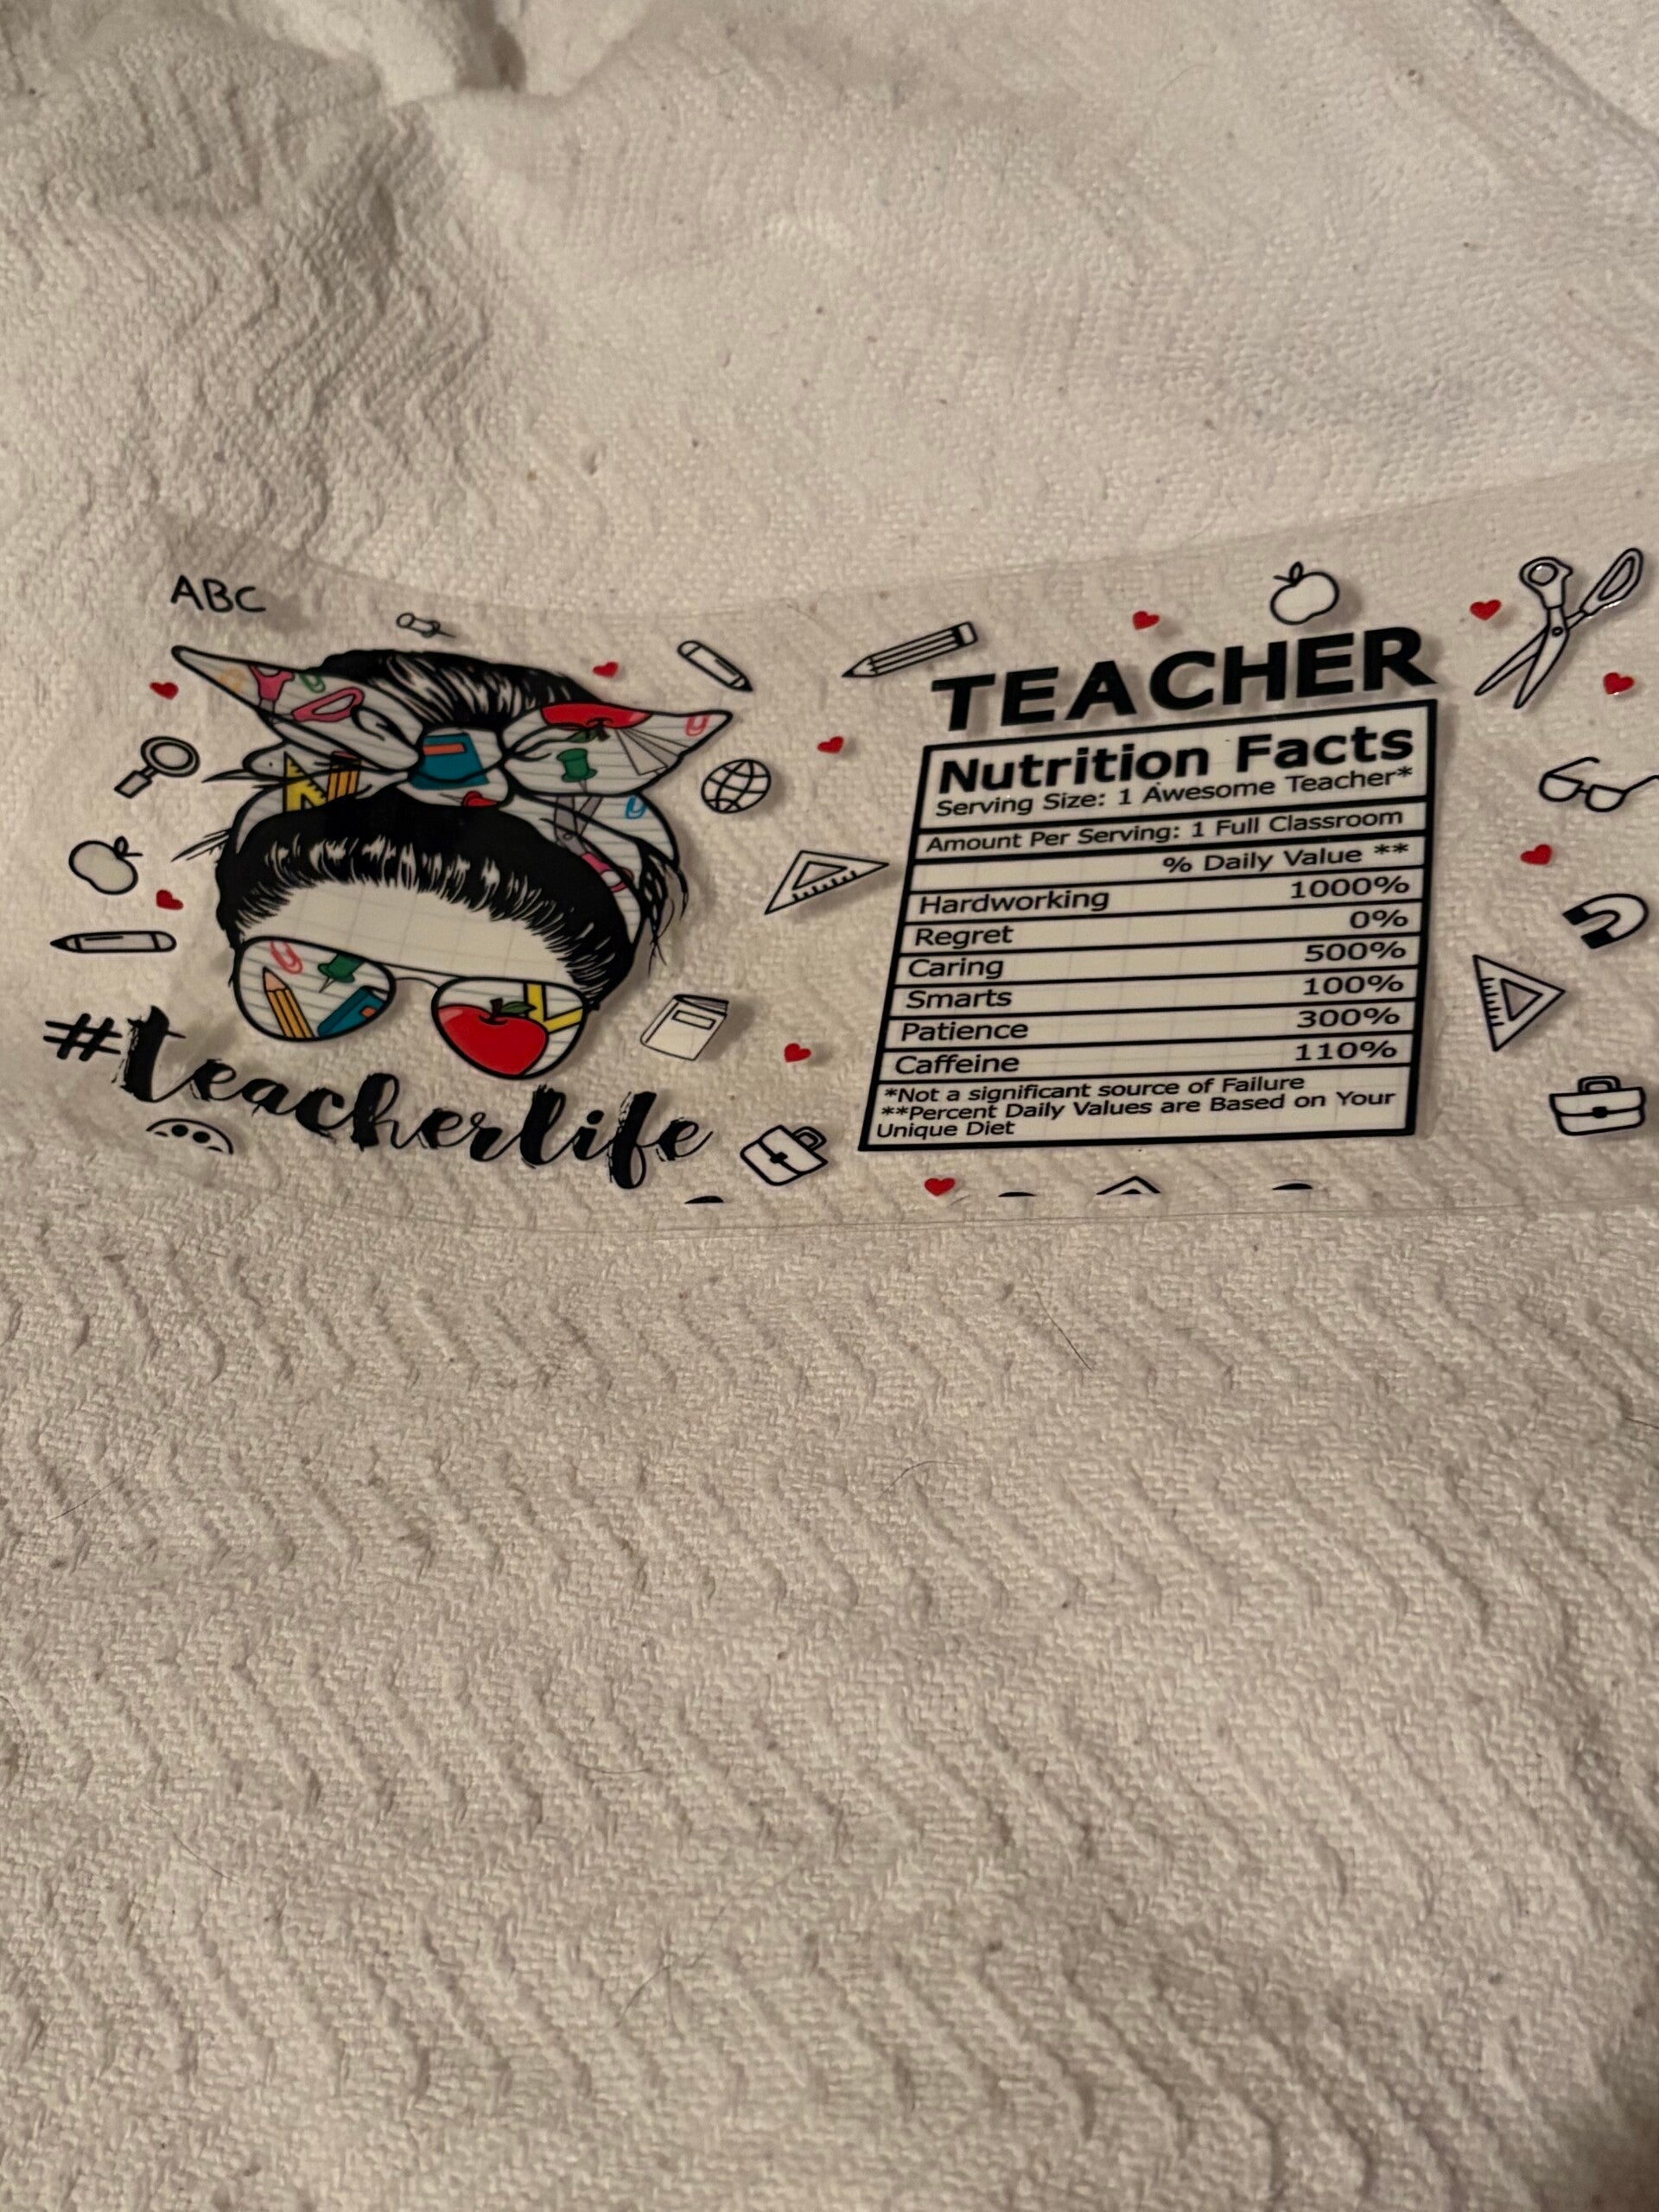 ABC
#teacherlife
TEACHER
Nutrition Facts
Serving Size: 1 Awesome Teacher*
Amount Per Serving: 1 Full Classroom
% Daily Value **
Hardworking 1000%
Regret 0%
Caring 500%
Smarts 100%
Patience 300%
Caffeine 110%
*Not a significant source of Failure
**Percent Daily Values are Based on Your
Unique Diet